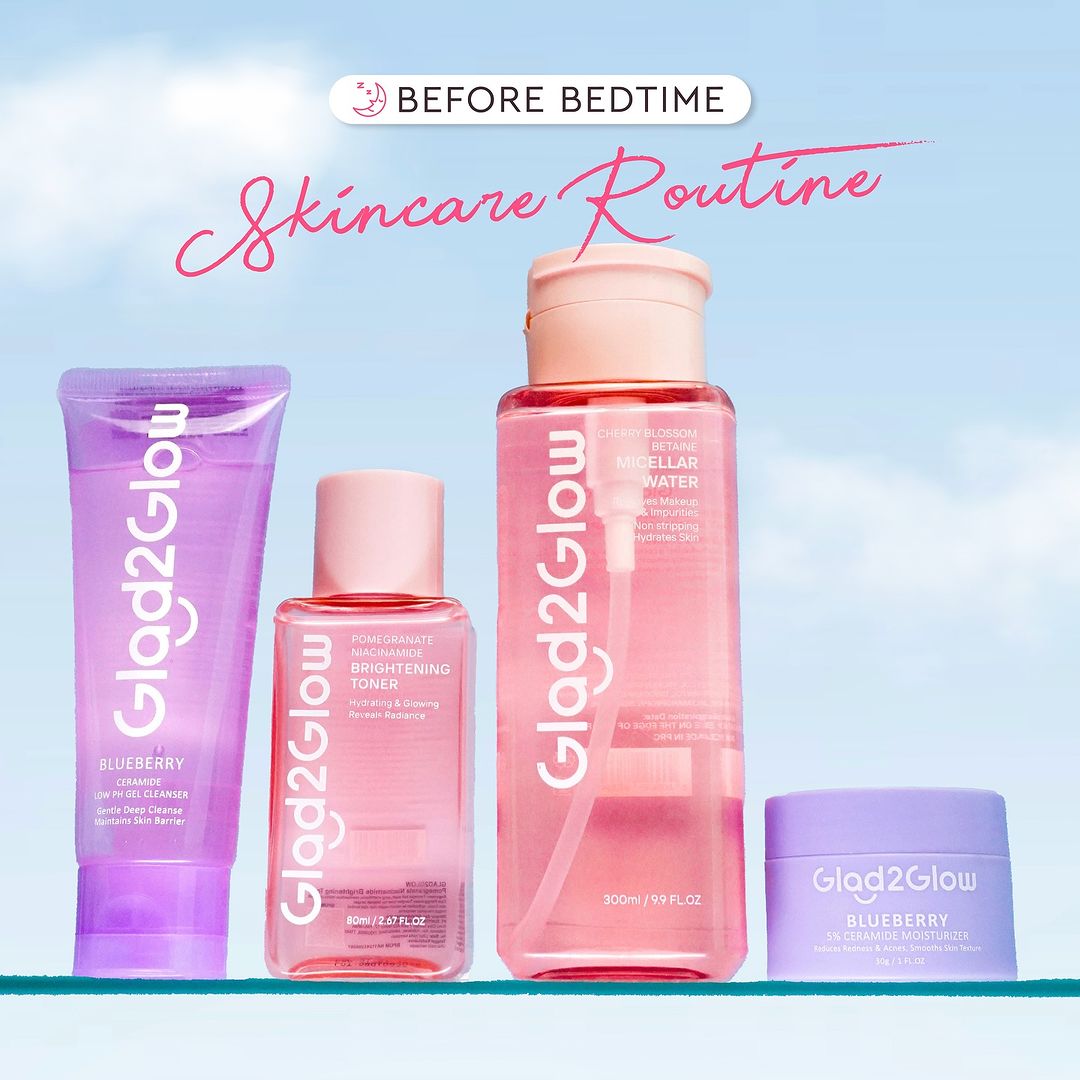 BEFORE BEDTIME
Skincare Routine
Glad2Glow
BLUEBERRY
CERAMIDE
LOW PH GEL CLEANSER
Gentle Deep Cleanse
Maintains Skin Barrier
Glad2Glow
POMEGRANATE
NIACINAMIDE
BRIGHTENING
TONER
Hydrating & Glowing
Reveals Radiance
80ml / 2.67 FL.OZ
Glad2Glow
CHERRY BLOSSOM
BETAINE
MICELLAR
WATER
Removes Makeup
& Impurities
Non stripping
Hydrates Skin
300ml / 9.9 FL.OZ
Glad2Glow
BLUEBERRY
5% CERAMIDE MOISTURIZER
Reduces Redness & Acnes, Smooths Skin Texture
30g / 1 FL.OZ